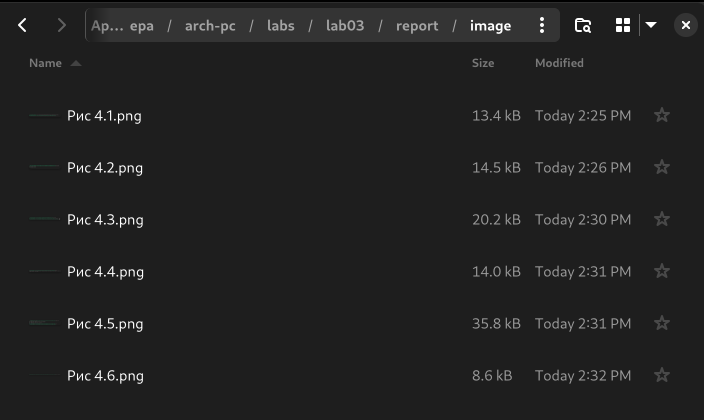 Ap... epa / arch-pc / labs / lab03 / report / image
Name Size Modified
Рис 4.1.png 13.4 kB Today 2:25 PM
Рис 4.2.png 14.5 kB Today 2:26 PM
Рис 4.3.png 20.2 kB Today 2:30 PM
Рис 4.4.png 14.0 kB Today 2:31 PM
Рис 4.5.png 35.8 kB Today 2:31 PM
Рис 4.6.png 8.6 kB Today 2:32 PM